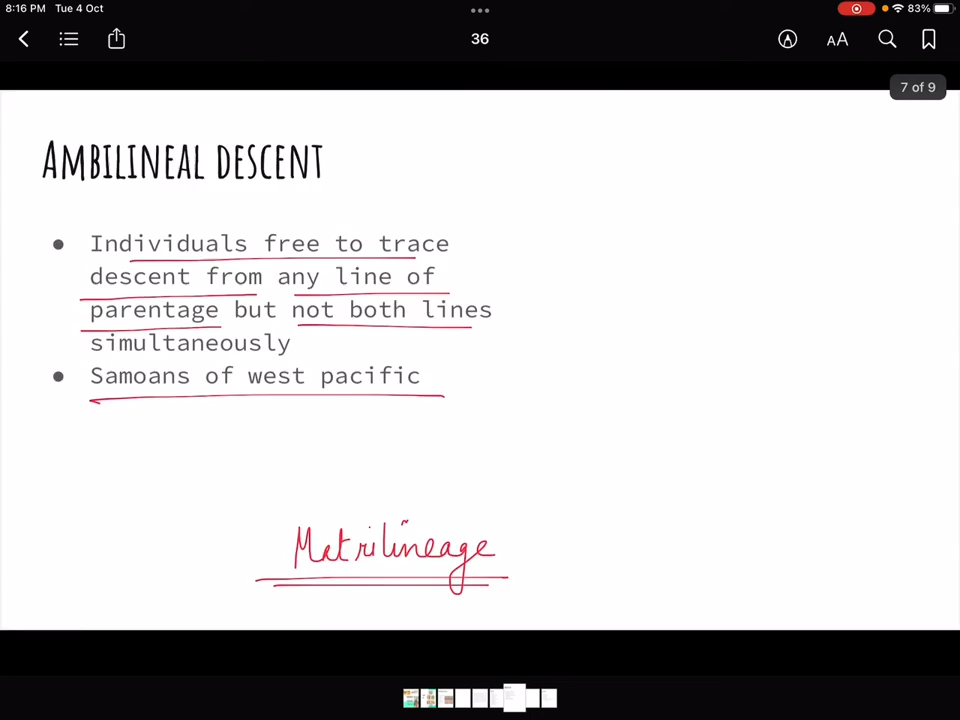 8:16 PM Tue 4 Oct 83%
36
AA
7 of 9
AMBILINEAL DESCENT
● Individuals free to trace
descent from any line of
parentage but not both lines
simultaneously
● Samoans of west pacific
Matrilineage